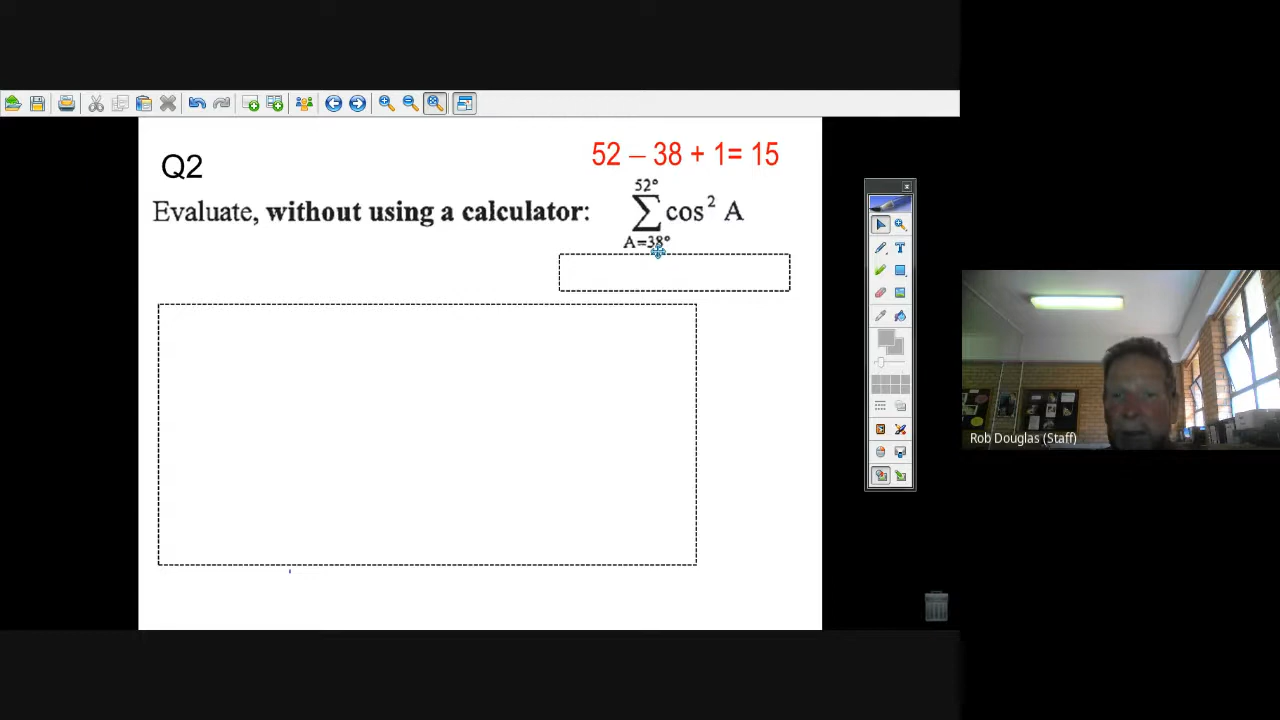 52 – 38 + 1= 15
Q2
Evaluate, without using a calculator:
52°
∑ cos² A
A=38°
Rob Douglas (Staff)